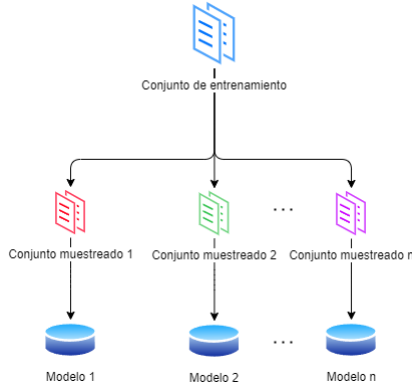 Conjunto de entrenamiento
Conjunto muestreado 1
Conjunto muestreado 2
...
Conjunto muestreado n
Modelo 1
Modelo 2
...
Modelo n